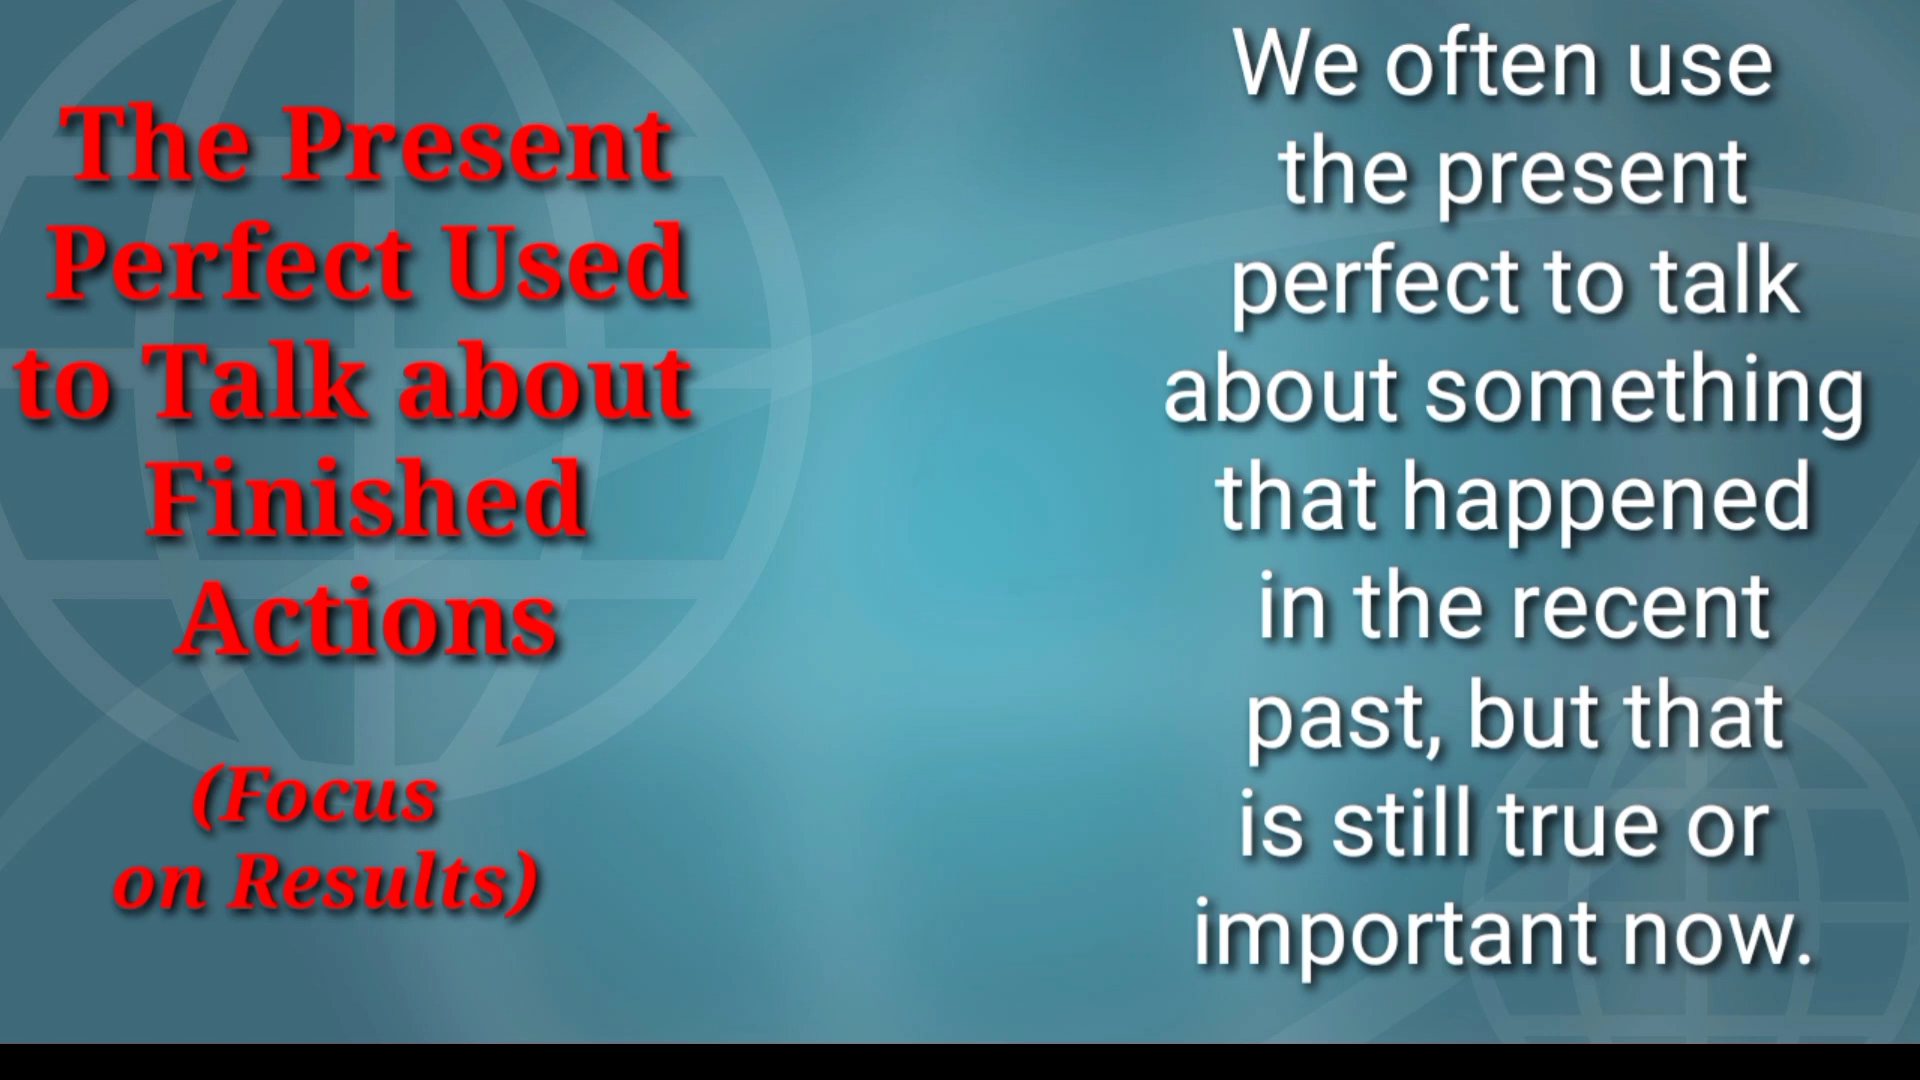 The Present
Perfect Used
to Talk about
Finished
Actions
(Focus
on Results)
We often use
the present
perfect to talk
about something
that happened
in the recent
past, but that
is still true or
important now.